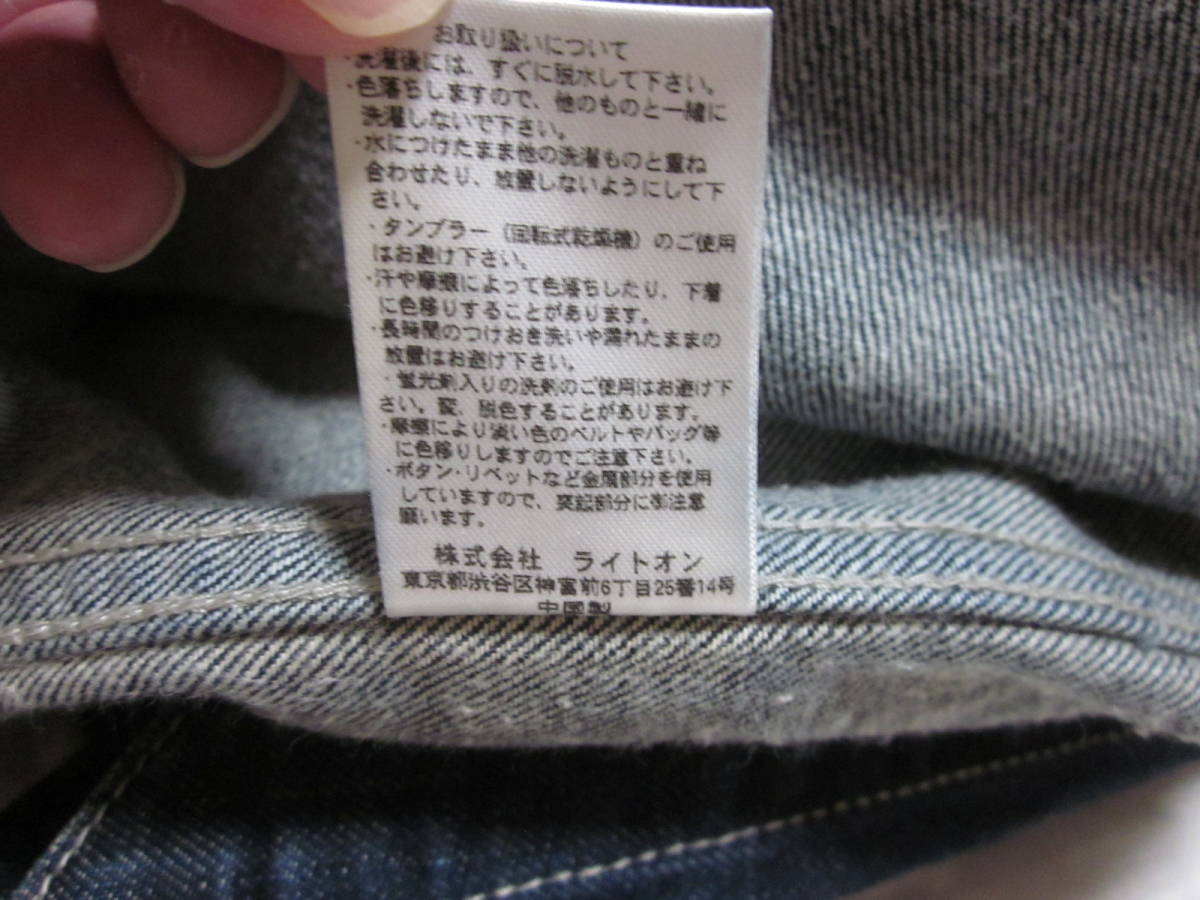 お取り扱いについて
・洗濯後には、すぐに脱水して下さい。
・色落ちしますので、他のものと一緒に
洗濯しないで下さい。
・水につけたまま他の洗濯ものと重ね
合わせたり、放置しないようにして下
さい。
・タンブラー（回転式乾燥機）のご使用
はお避け下さい。
・汗や摩擦によって色落ちしたり、下着
に色移りすることがあります。
・長時間のつけおき洗いや濡れたままの
放置はお避け下さい。
・蛍光剤入りの洗剤のご使用はお避け下
さい。変、脱色することがあります。
・摩擦により淡い色のベルトやバッグ等
に色移りしますのでご注意下さい。
・ボタン・リベットなど金属部分を使用
していますので、突起部分に御注意
願います。
株式会社 ライトオン
東京都渋谷区神宮前6丁目25番14号
中国製